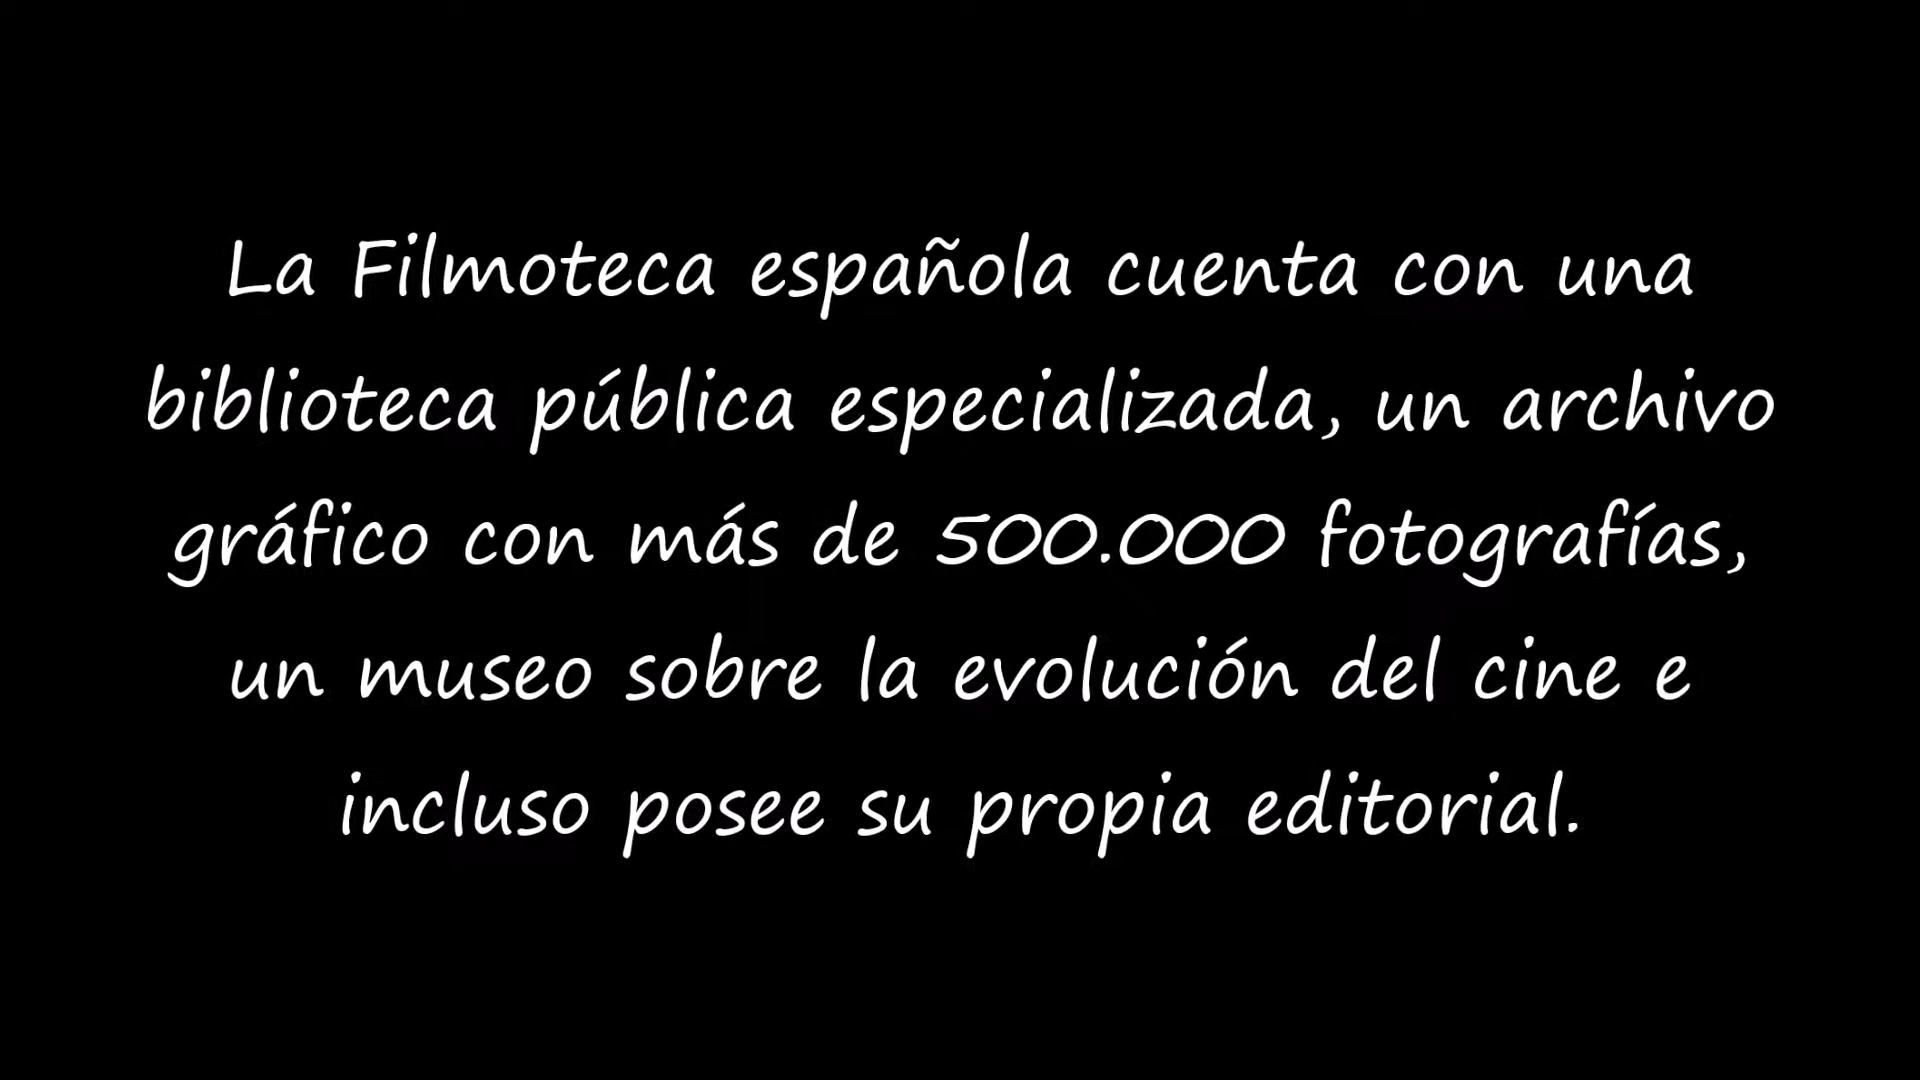 La Filmoteca española cuenta con una
biblioteca pública especializada, un archivo
gráfico con más de 500.000 fotografías,
un museo sobre la evolución del cine e
incluso posee su propia editorial.